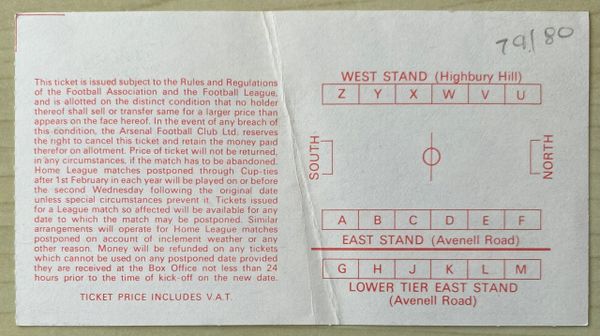 This ticket is issued subject to the Rules and Regulations
of the Football Association and the Football League,
and is allotted on the distinct condition that no holder
thereof shall sell or transfer same for a larger price than
appears on the face hereof. In the event of any breach of
this condition, the Arsenal Football Club Ltd. reserves
the right to cancel this ticket and retain the money paid
therefor on allotment. Price of ticket will not be returned,
in any circumstances, if the match has to be abandoned.
Home League matches postponed through Cup-ties
after 1st February in each year will be played on or before
the second Wednesday following the original date
unless special circumstances prevent it. Tickets issued
for a League match so affected will be available for any
date to which the match may be postponed. Similar
arrangements will operate for Home League matches
postponed on account of inclement weather or any
other reason. Money will be refunded on any tickets
which cannot be used on any postponed date provided
they are received at the Box Office not less than 24
hours prior to the time of kick-off on the new date.
TICKET PRICE INCLUDES V.A.T.
79/80
WEST STAND (Highbury Hill)
Z Y X W V U
SOUTH
NORTH
A B C D E F
EAST STAND (Avenell Road)
G H J K L M
LOWER TIER EAST STAND
(Avenell Road)